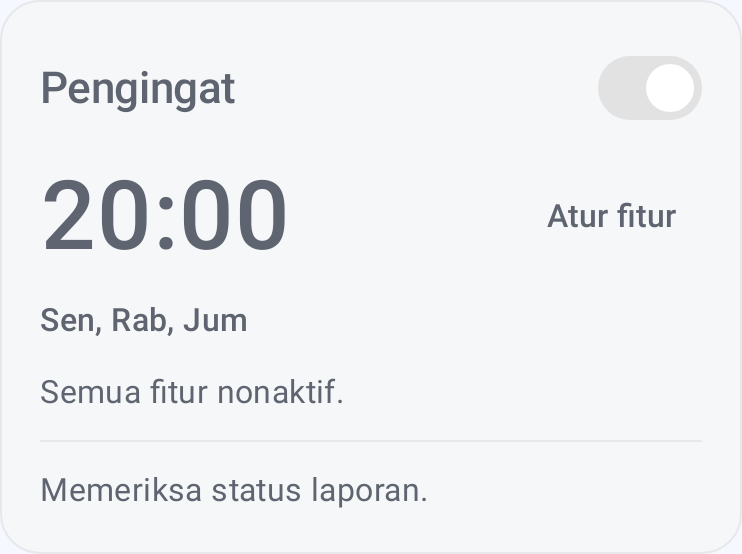 Pengingat
20:00
Atur fitur
Sen, Rab, Jum
Semua fitur nonaktif.
Memeriksa status laporan.